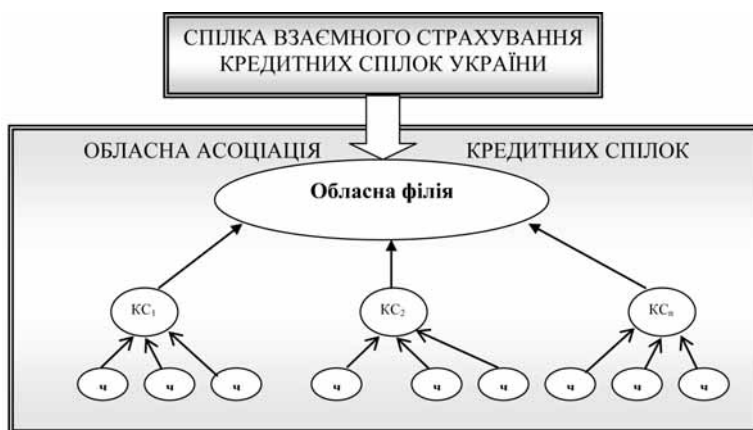 СПІЛКА ВЗАЄМНОГО СТРАХУВАННЯ
КРЕДИТНИХ СПІЛОК УКРАЇНИ
ОБЛАСНА АСОЦІАЦІЯ КРЕДИТНИХ СПІЛОК
Обласна філія
КС₁ КС₂ КСₙ
ч ч ч ч ч ч ч ч ч